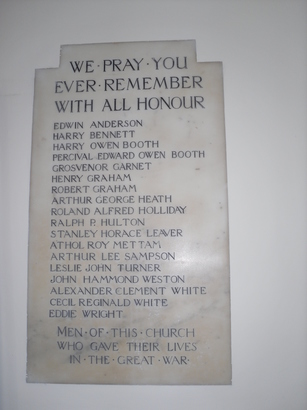 WE·PRAY·YOU
EVER·REMEMBER
WITH ALL HONOUR
EDWIN ANDERSON
HARRY BENNETT
HARRY OWEN BOOTH
PERCIVAL EDWARD OWEN BOOTH
GROSVENOR GARNET
HENRY GRAHAM
ROBERT GRAHAM
ARTHUR GEORGE HEATH
ROLAND ALFRED HOLLIDAY
RALPH P. HULTON
STANLEY HORACE LEAVER
ATHOL ROY METTAM
ARTHUR LEE SAMPSON
LESLIE JOHN TURNER
JOHN HAMMOND WESTON
ALEXANDER CLEMENT WHITE
CECIL REGINALD WHITE
EDDIE WRIGHT
MEN·OF·THIS·CHURCH
WHO GAVE THEIR LIVES
IN·THE·GREAT·WAR·